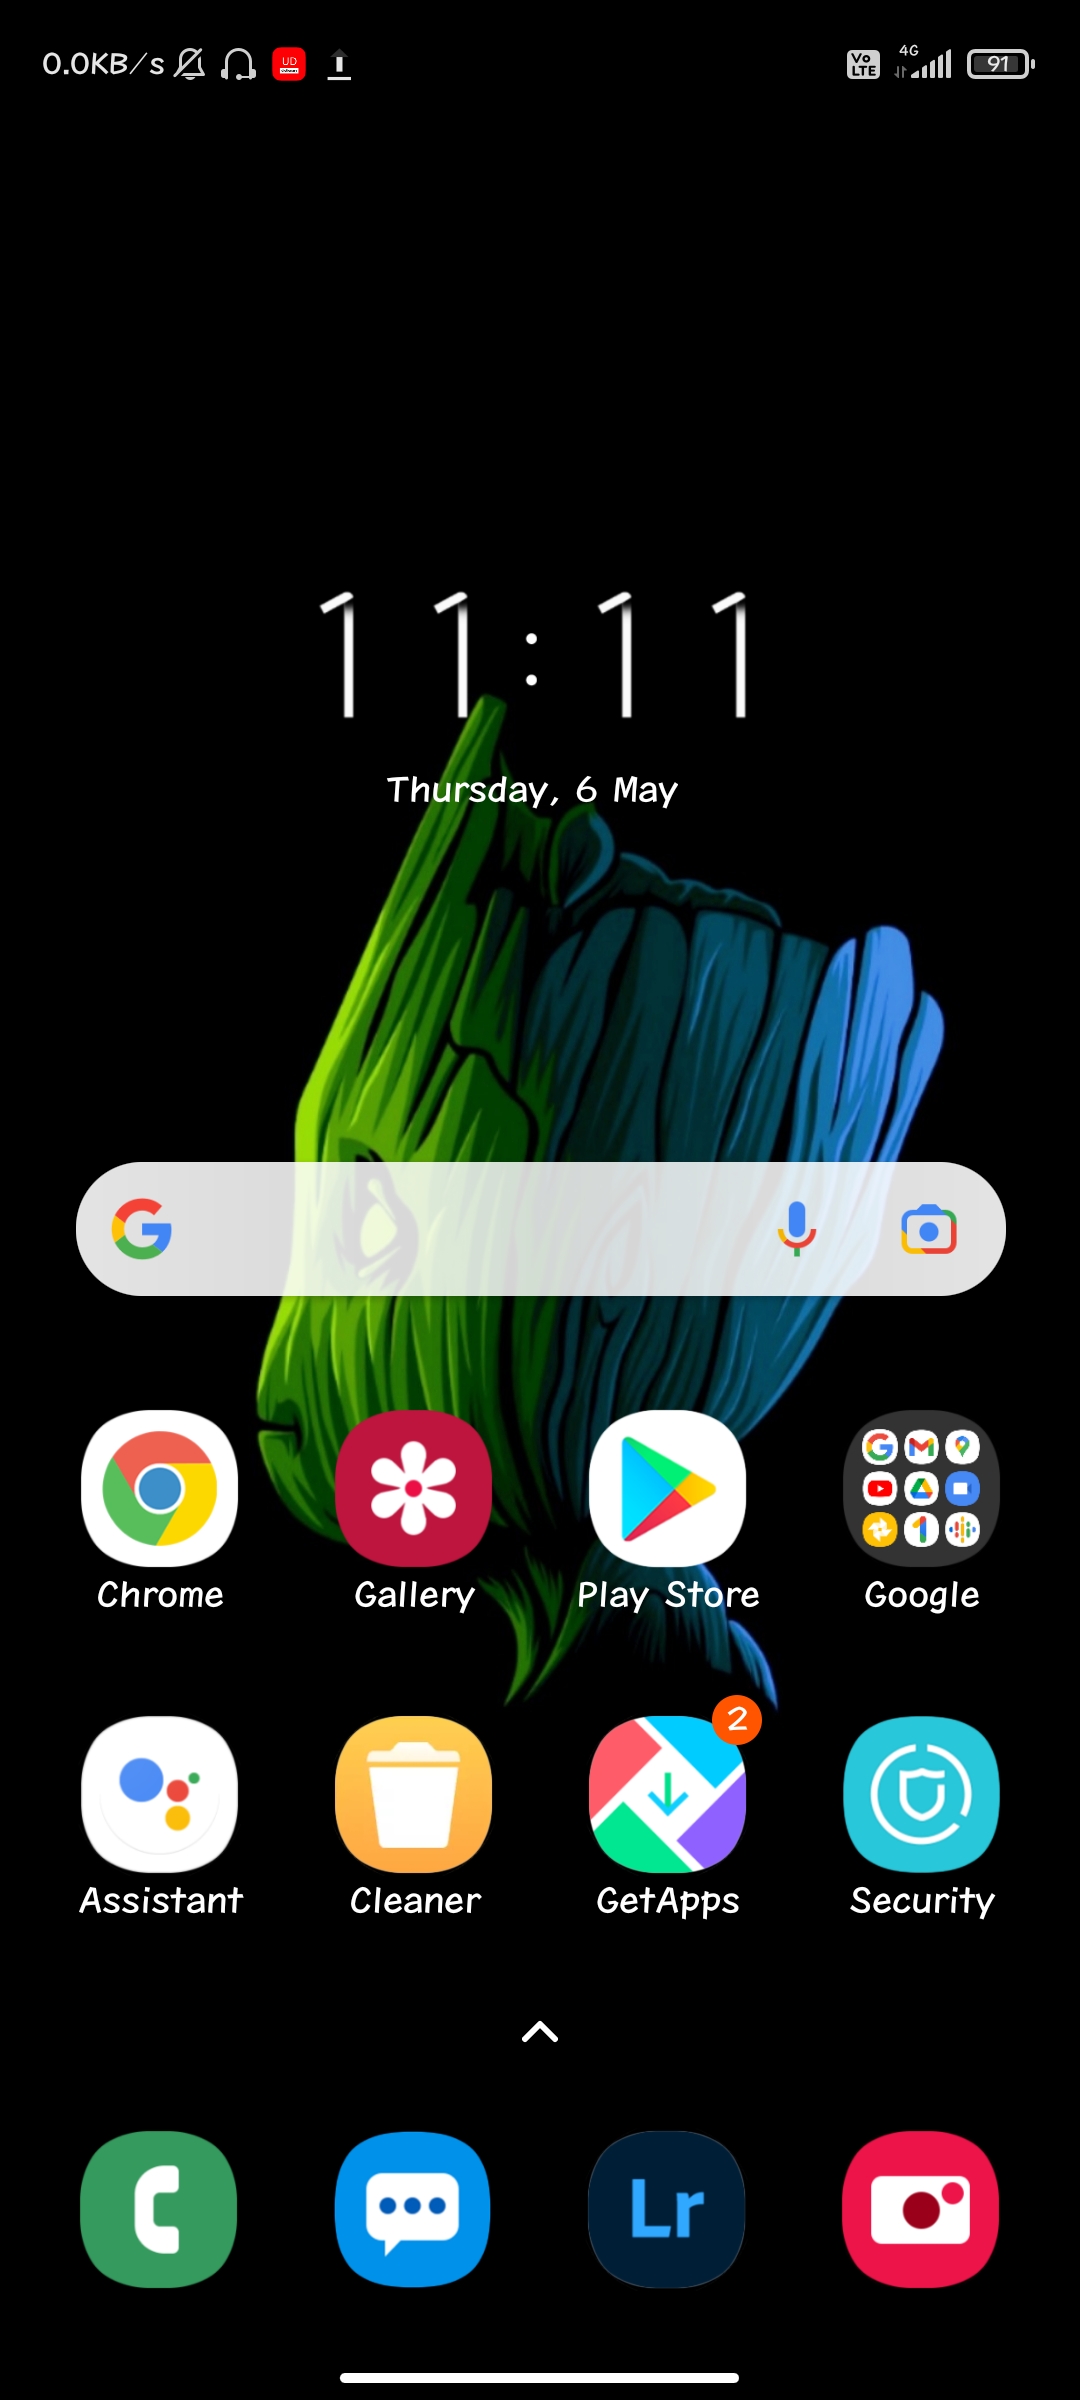 0.0KB/s UD Vo LTE 4G 91
11:11
Thursday, 6 May
Chrome Gallery Play Store Google
2
Assistant Cleaner GetApps Security
Lr